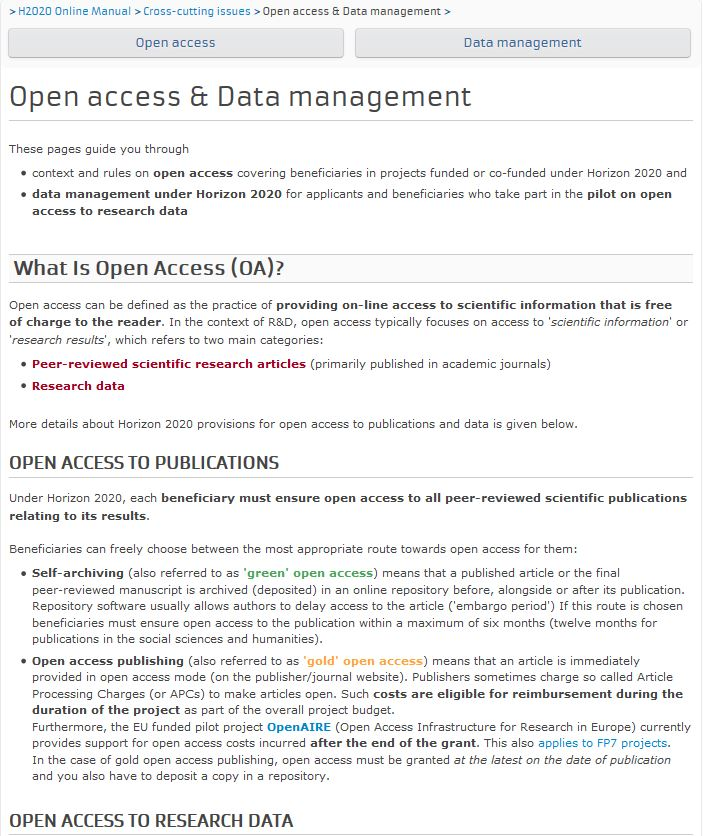 > H2020 Online Manual > Cross-cutting issues > Open access & Data management >
Open access
Data management
Open access & Data management
These pages guide you through
• context and rules on open access covering beneficiaries in projects funded or co-funded under Horizon 2020 and
• data management under Horizon 2020 for applicants and beneficiaries who take part in the pilot on open
access to research data
What Is Open Access (OA)?
Open access can be defined as the practice of providing on-line access to scientific information that is free
of charge to the reader. In the context of R&D, open access typically focuses on access to 'scientific information' or
'research results', which refers to two main categories:
• Peer-reviewed scientific research articles (primarily published in academic journals)
• Research data
More details about Horizon 2020 provisions for open access to publications and data is given below.
OPEN ACCESS TO PUBLICATIONS
Under Horizon 2020, each beneficiary must ensure open access to all peer-reviewed scientific publications
relating to its results.
Beneficiaries can freely choose between the most appropriate route towards open access for them:
• Self-archiving (also referred to as 'green' open access) means that a published article or the final
peer-reviewed manuscript is archived (deposited) in an online repository before, alongside or after its publication.
Repository software usually allows authors to delay access to the article ('embargo period') If this route is chosen
beneficiaries must ensure open access to the publication within a maximum of six months (twelve months for
publications in the social sciences and humanities).
• Open access publishing (also referred to as 'gold' open access) means that an article is immediately
provided in open access mode (on the publisher/journal website). Publishers sometimes charge so called Article
Processing Charges (or APCs) to make articles open. Such costs are eligible for reimbursement during the
duration of the project as part of the overall project budget.
Furthermore, the EU funded pilot project OpenAIRE (Open Access Infrastructure for Research in Europe) currently
provides support for open access costs incurred after the end of the grant. This also applies to FP7 projects.
In the case of gold open access publishing, open access must be granted at the latest on the date of publication
and you also have to deposit a copy in a repository.
OPEN ACCESS TO RESEARCH DATA